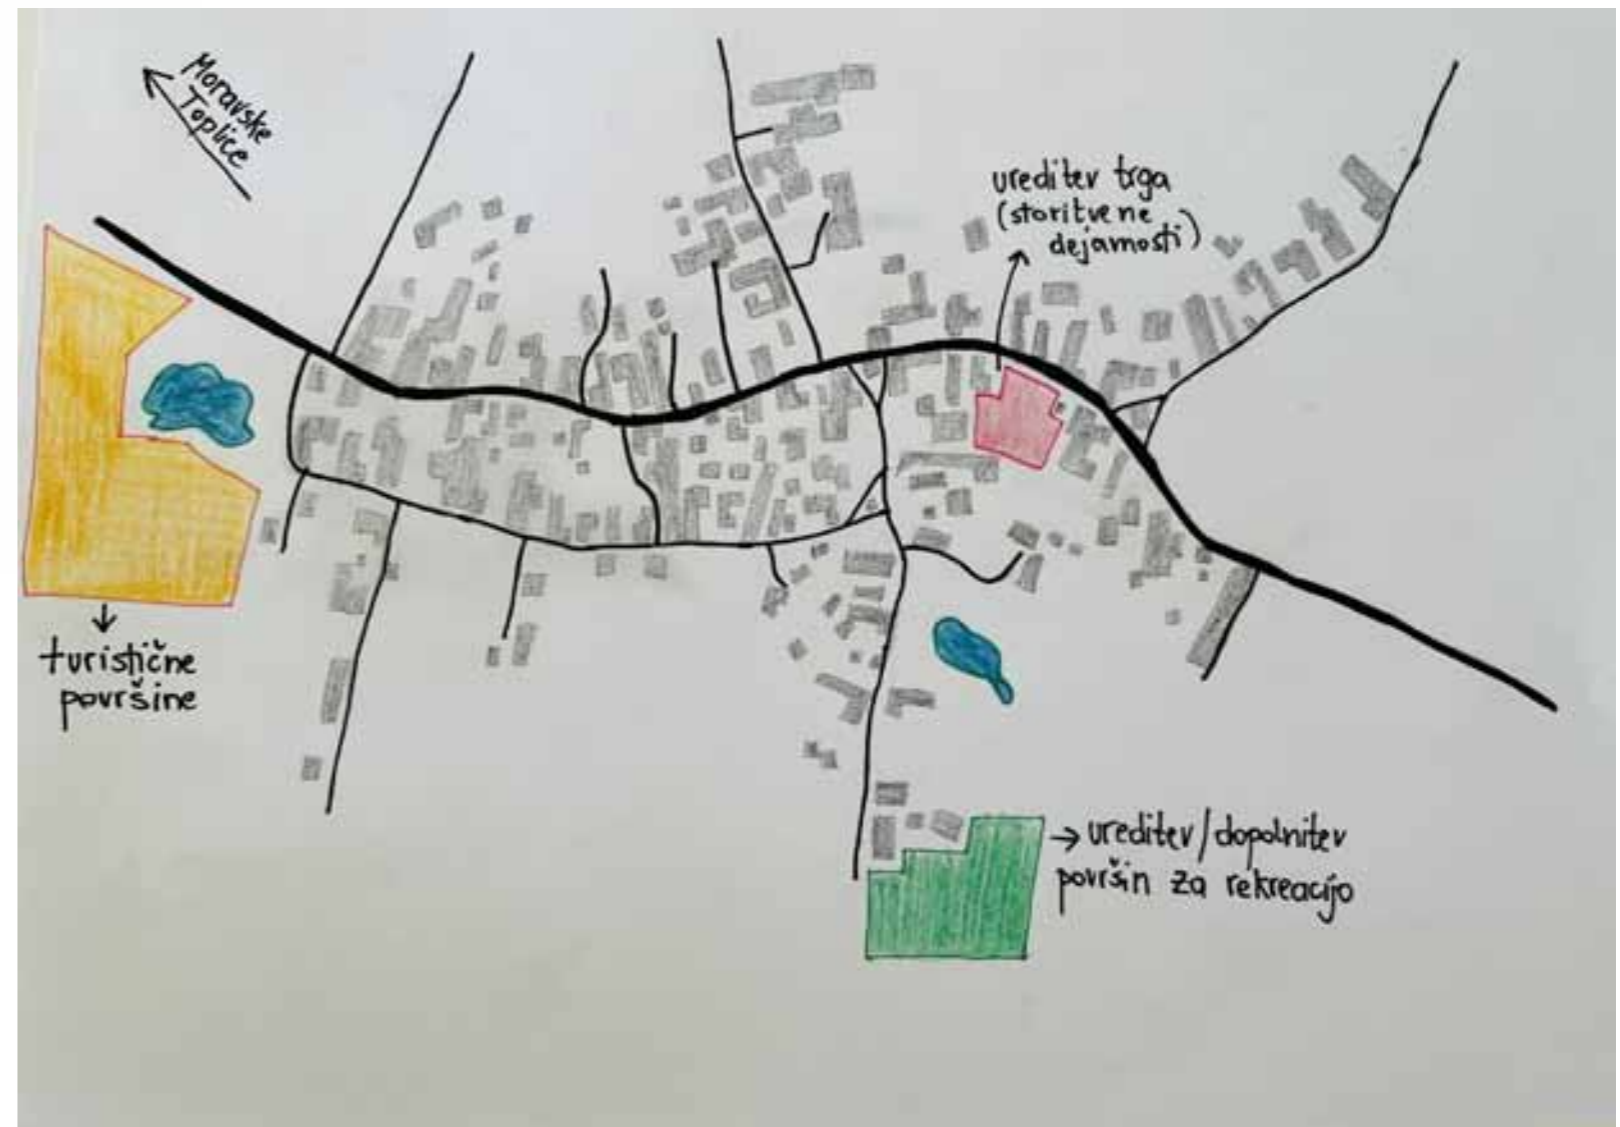 Moravske
Toplice
ureditev trga
(storitvene
dejavnosti)
turistične
površine
→ ureditev/dopolnitev
površin za rekreacijo